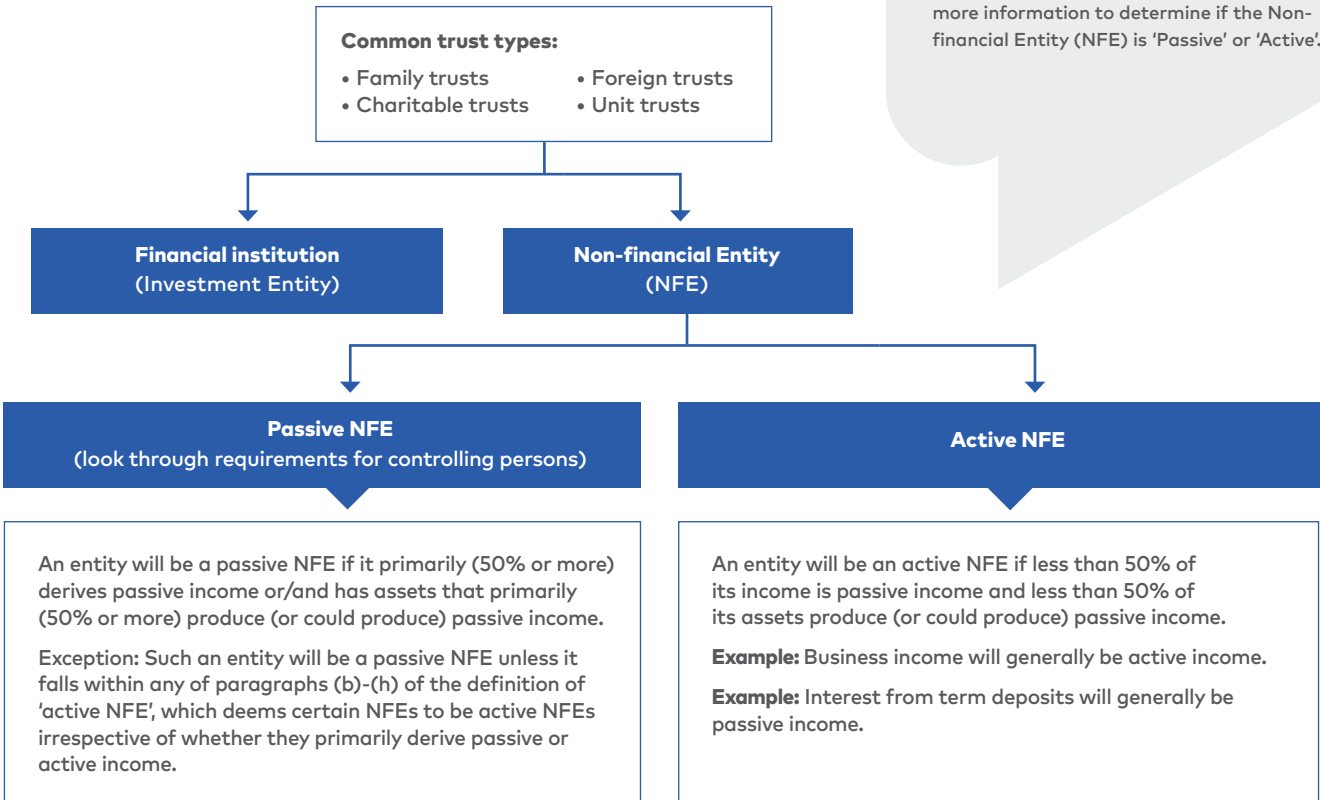 more information to determine if the Non-
financial Entity (NFE) is ‘Passive’ or ‘Active’.
Common trust types:
• Family trusts
• Charitable trusts
• Foreign trusts
• Unit trusts
Financial institution
(Investment Entity)
Non-financial Entity
(NFE)
Passive NFE
(look through requirements for controlling persons)
Active NFE
An entity will be a passive NFE if it primarily (50% or more)
derives passive income or/and has assets that primarily
(50% or more) produce (or could produce) passive income.
Exception: Such an entity will be a passive NFE unless it
falls within any of paragraphs (b)-(h) of the definition of
‘active NFE’, which deems certain NFEs to be active NFEs
irrespective of whether they primarily derive passive or
active income.
An entity will be an active NFE if less than 50% of
its income is passive income and less than 50% of
its assets produce (or could produce) passive income.
Example: Business income will generally be active income.
Example: Interest from term deposits will generally be
passive income.